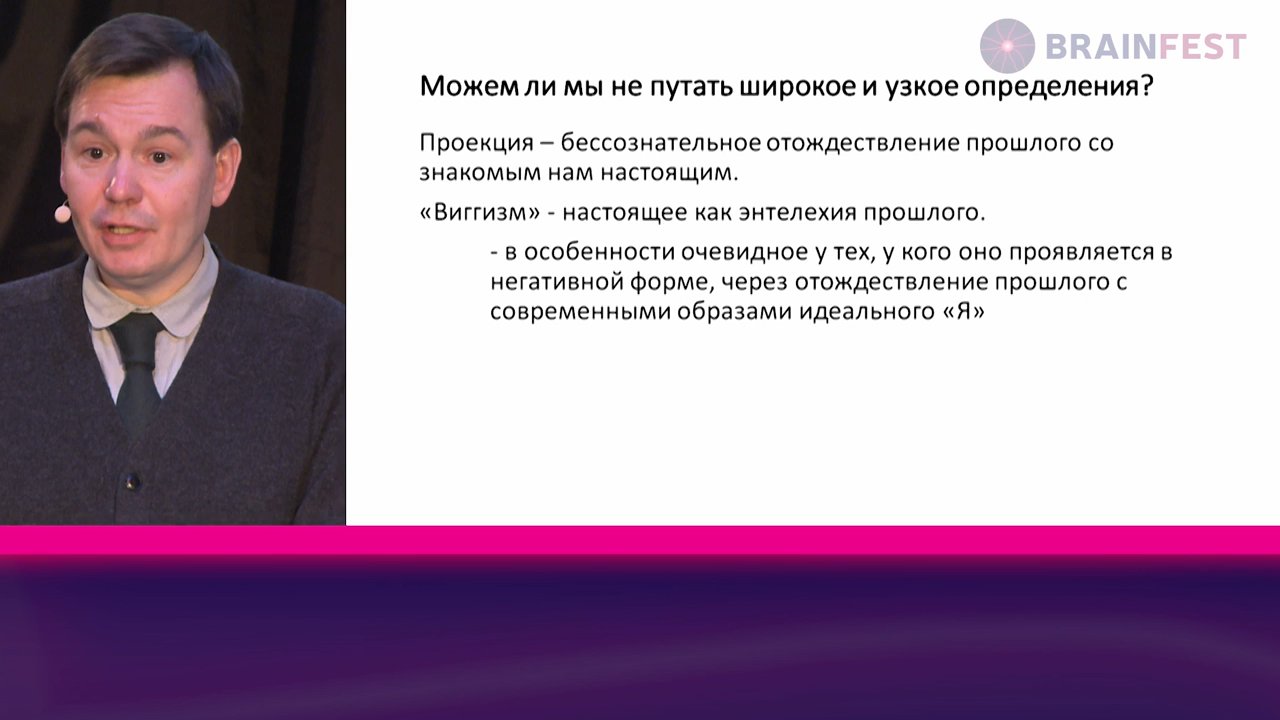 BRAINFEST
Можем ли мы не путать широкое и узкое определения?
Проекция – бессознательное отождествление прошлого со
знакомым нам настоящим.
«Виггизм» - настоящее как энтелехия прошлого.
- в особенности очевидное у тех, у кого оно проявляется в
негативной форме, через отождествление прошлого с
современными образами идеального «Я»